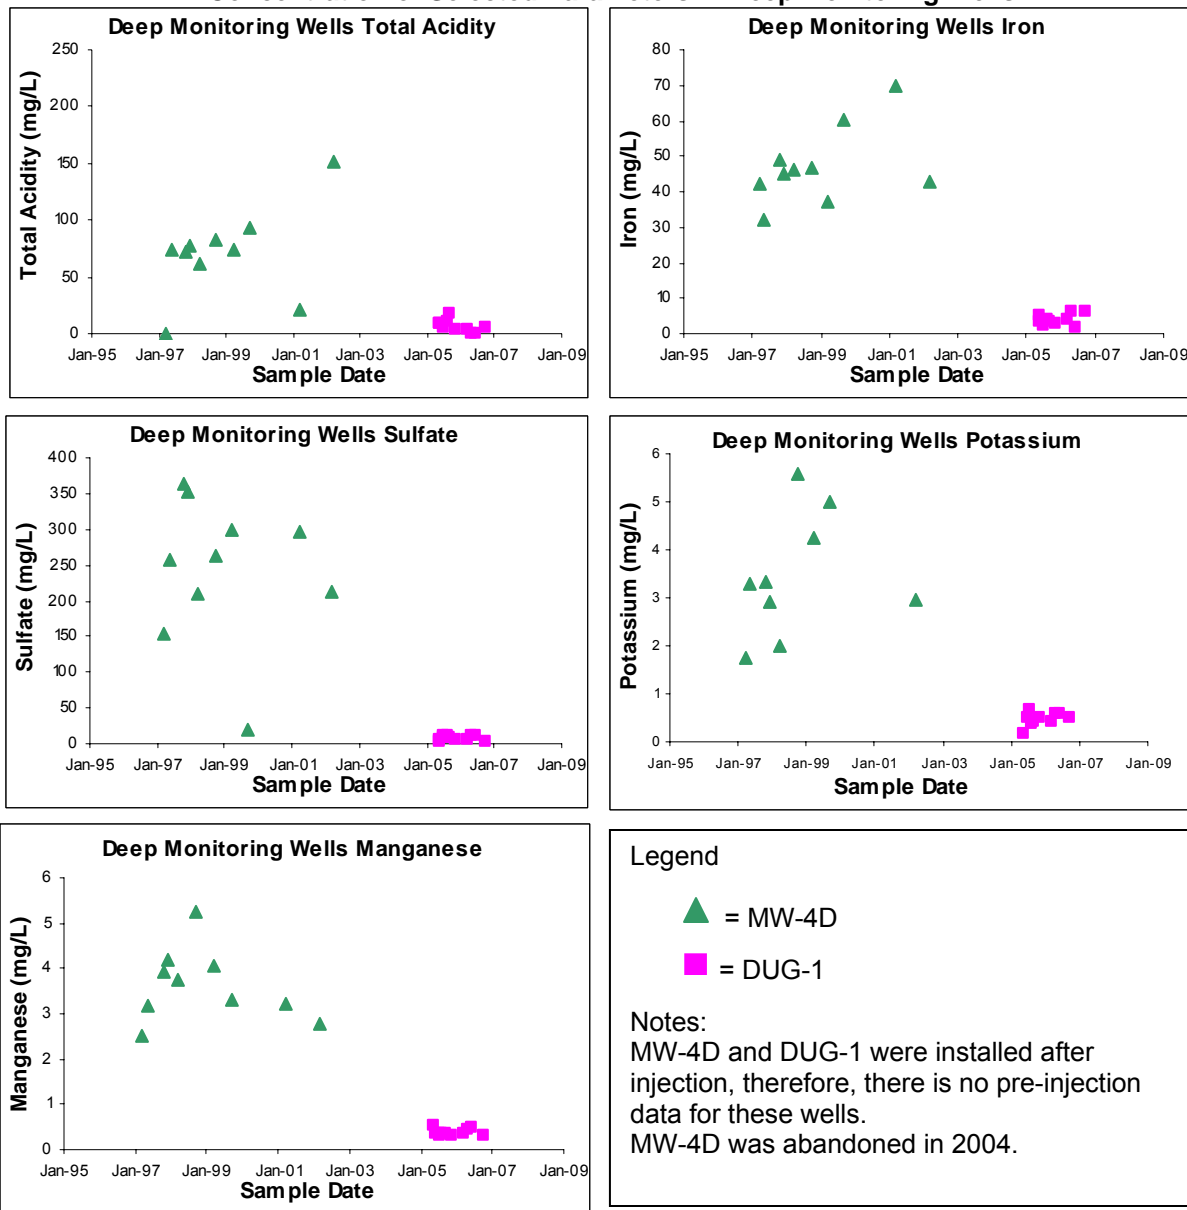 Deep Monitoring Wells Total Acidity
250
200
150
100
50
0
Total Acidity (mg/L)
Jan-95 Jan-97 Jan-99 Jan-01 Jan-03 Jan-05 Jan-07 Jan-09
Sample Date
Deep Monitoring Wells Iron
80
70
60
50
40
30
20
10
0
Iron (mg/L)
Jan-95 Jan-97 Jan-99 Jan-01 Jan-03 Jan-05 Jan-07 Jan-09
Sample Date
Deep Monitoring Wells Sulfate
400
350
300
250
200
150
100
50
0
Sulfate (mg/L)
Jan-95 Jan-97 Jan-99 Jan-01 Jan-03 Jan-05 Jan-07 Jan-09
Sample Date
Deep Monitoring Wells Potassium
6
5
4
3
2
1
0
Potassium (mg/L)
Jan-95 Jan-97 Jan-99 Jan-01 Jan-03 Jan-05 Jan-07 Jan-09
Sample Date
Deep Monitoring Wells Manganese
6
5
4
3
2
1
0
Manganese (mg/L)
Jan-95 Jan-97 Jan-99 Jan-01 Jan-03 Jan-05 Jan-07 Jan-09
Sample Date
Legend
= MW-4D
= DUG-1
Notes:
MW-4D and DUG-1 were installed after
injection, therefore, there is no pre-injection
data for these wells.
MW-4D was abandoned in 2004.